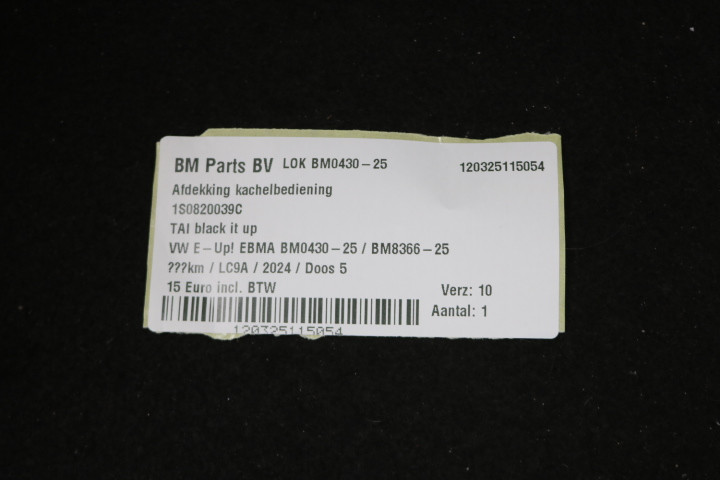 BM Parts BV LOK BM0430-25 120325115054
Afdekking kachelbediening
1S0820039C
TAI black it up
VW E-Up! EBMA BM0430-25 / BM8366-25
???km / LC9A / 2024 / Doos 5
15 Euro incl. BTW Verz: 10
Aantal: 1
120325115054